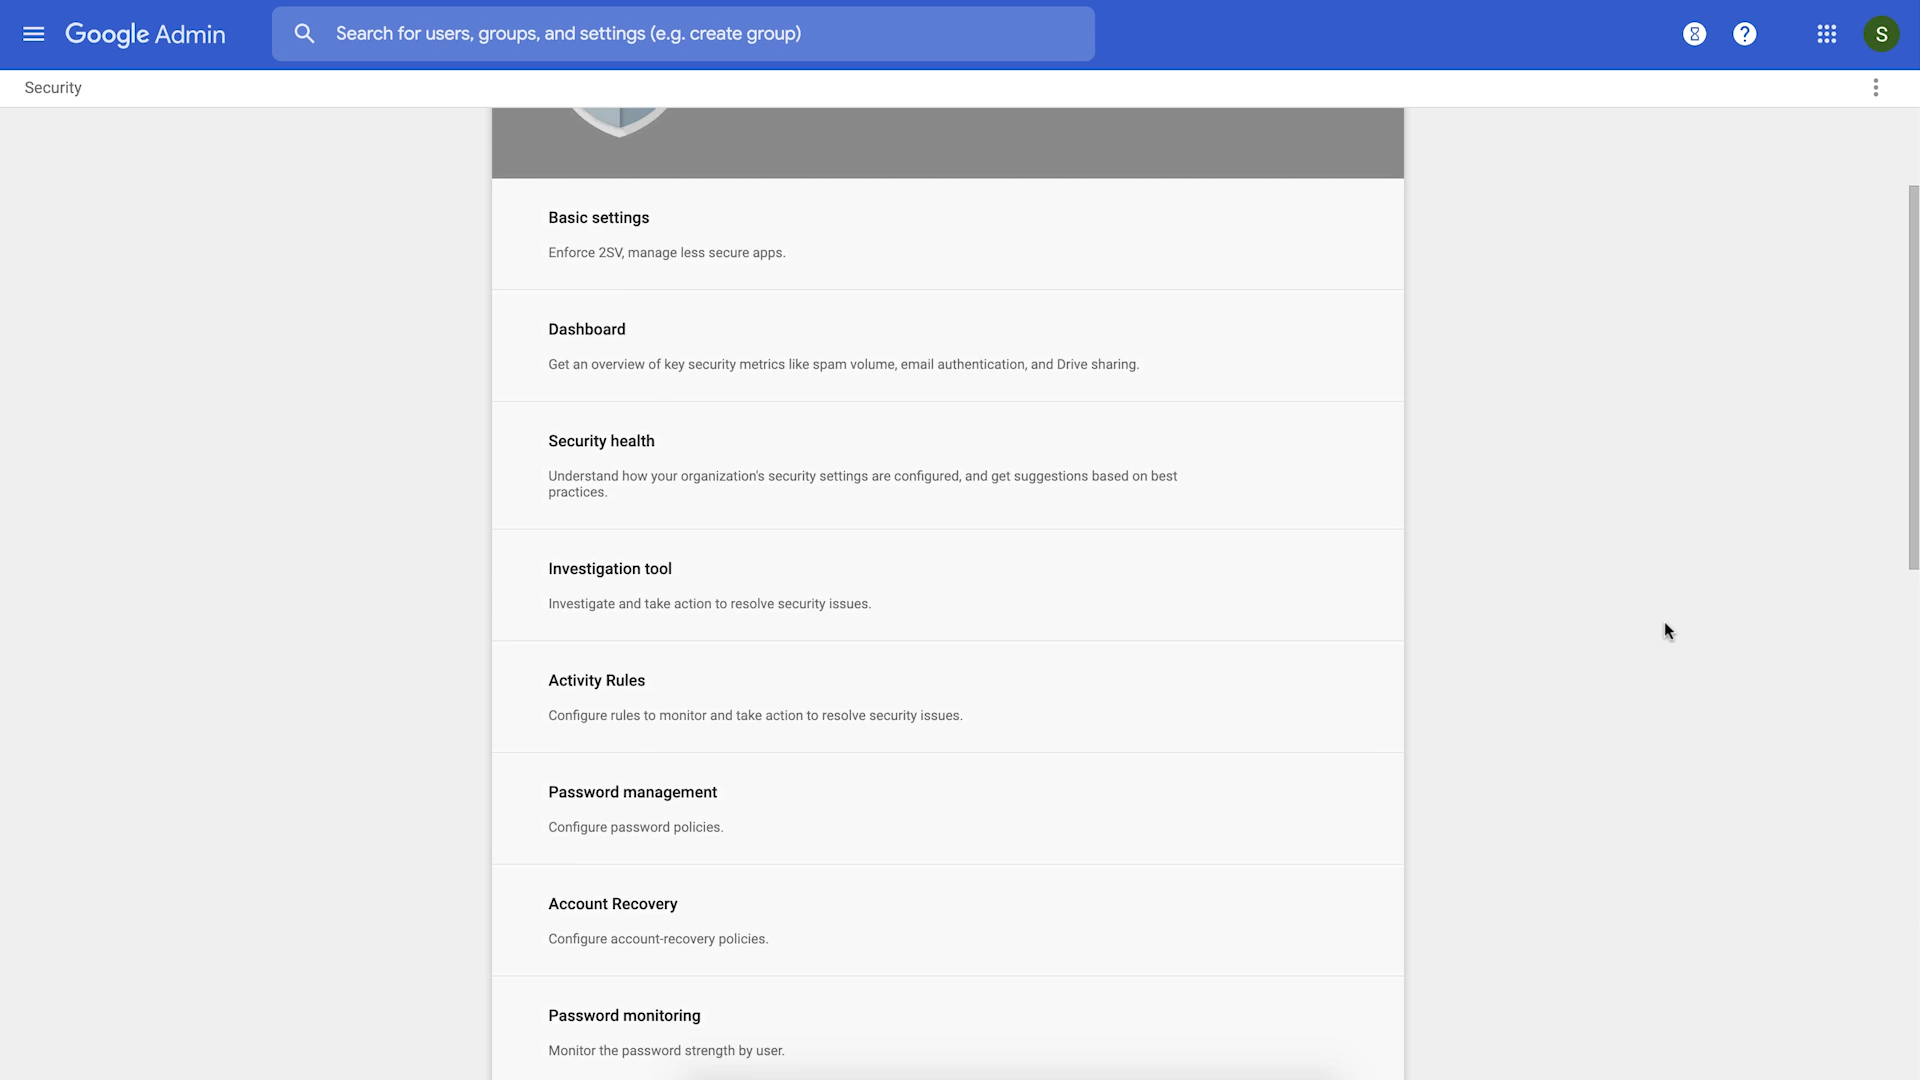 Google Admin
Search for users, groups, and settings (e.g. create group)
S
Security
Basic settings
Enforce 2SV, manage less secure apps.
Dashboard
Get an overview of key security metrics like spam volume, email authentication, and Drive sharing.
Security health
Understand how your organization's security settings are configured, and get suggestions based on best
practices.
Investigation tool
Investigate and take action to resolve security issues.
Activity Rules
Configure rules to monitor and take action to resolve security issues.
Password management
Configure password policies.
Account Recovery
Configure account-recovery policies.
Password monitoring
Monitor the password strength by user.